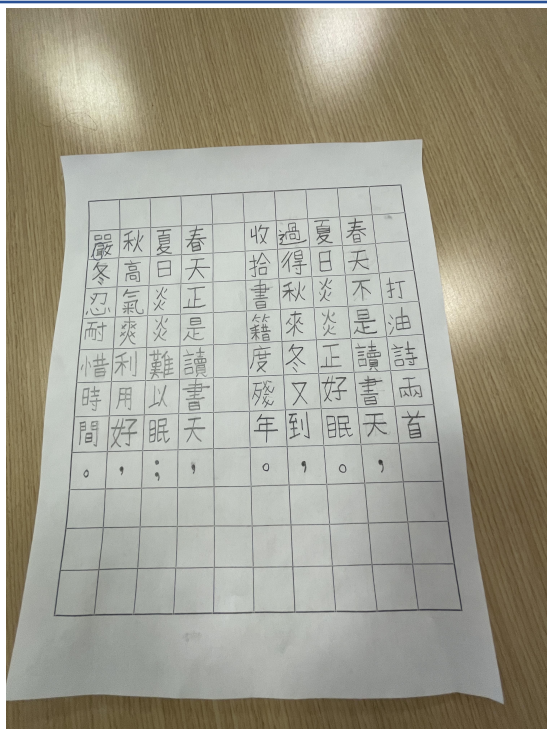 打油詩兩首
春天不是讀書天，
夏日炎炎正好眠。
過得秋來冬又到，
收拾書籍度殘年。
春天正是讀書天，
夏日炎炎難以眠；
秋高氣爽利用好，
嚴冬忍耐惜時間。